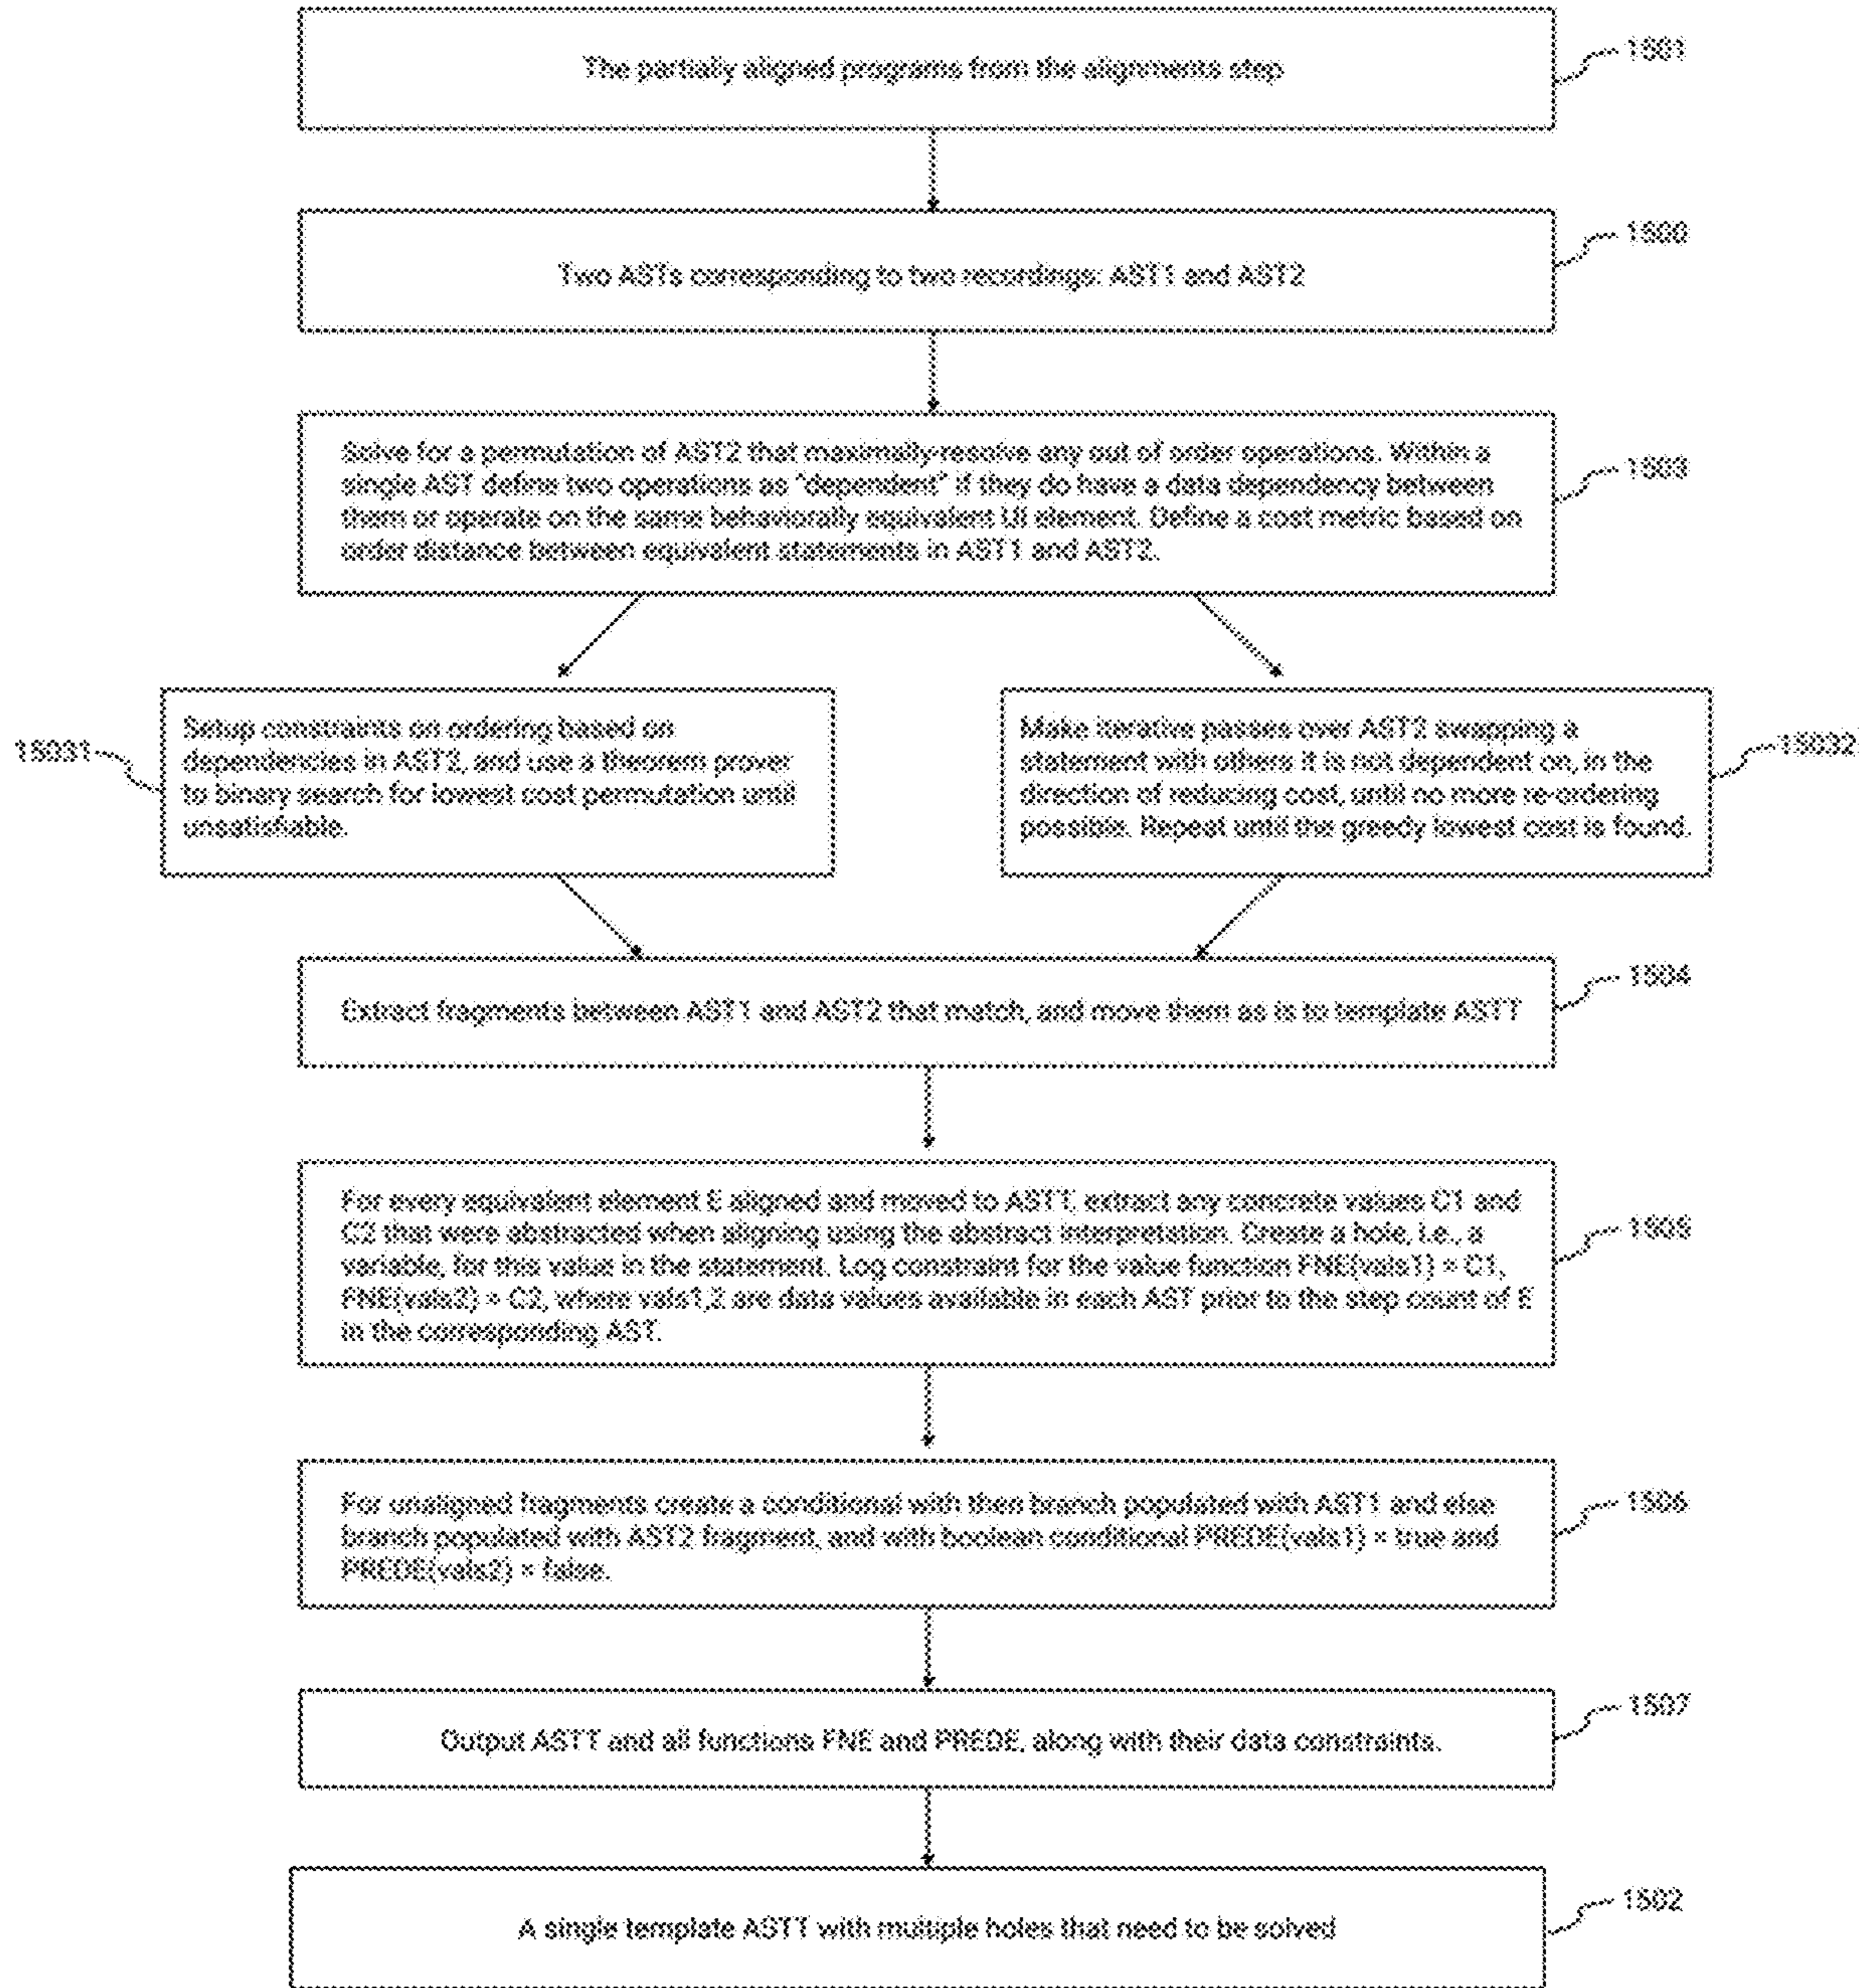 The partially aligned programs from the alignments step
1501
Two ASTs corresponding to two recordings: AST1 and AST2
1500
Solve for a permutation of AST2 that maximally resolve any out of order operations. Within a
single AST define two operations as "dependent" if they do have a data dependency between
them or operate on the same behaviorally equivalent UI element. Define a cost metric based on
order distance between equivalent statements in AST1 and AST2.
1503
15031
Setup constraints on ordering based on
dependencies in AST2, and use a theorem prover
to binary search for lowest cost permutation until
unsatisfiable.
Make iterative passes over AST2 swapping a
statement with others it is not dependent on, in the
direction of reducing cost, until no more re-ordering
possible. Repeat until the greedy lowest cost is found.
15032
Extract fragments between AST1 and AST2 that match, and move them as is to template ASTT
1504
For every equivalent element E aligned and moved to ASTT, extract any concrete values C1 and
C2 that were abstracted when aligning using the abstract interpretation. Create a hole, i.e., a
variable, for this value in the statement. Log constraint for the value function FNE(vals1) = C1,
FNE(vals2) = C2, where vals1,2 are data values available in each AST prior to the step count of E
in the corresponding AST.
1505
For unaligned fragments create a conditional with then branch populated with AST1 and else
branch populated with AST2 fragment, and with boolean conditional PREDE(vals1) = true and
PREDE(vals2) = false.
1506
Output ASTT and all functions FNE and PREDE, along with their data constraints.
1507
A single template ASTT with multiple holes that need to be solved
1502